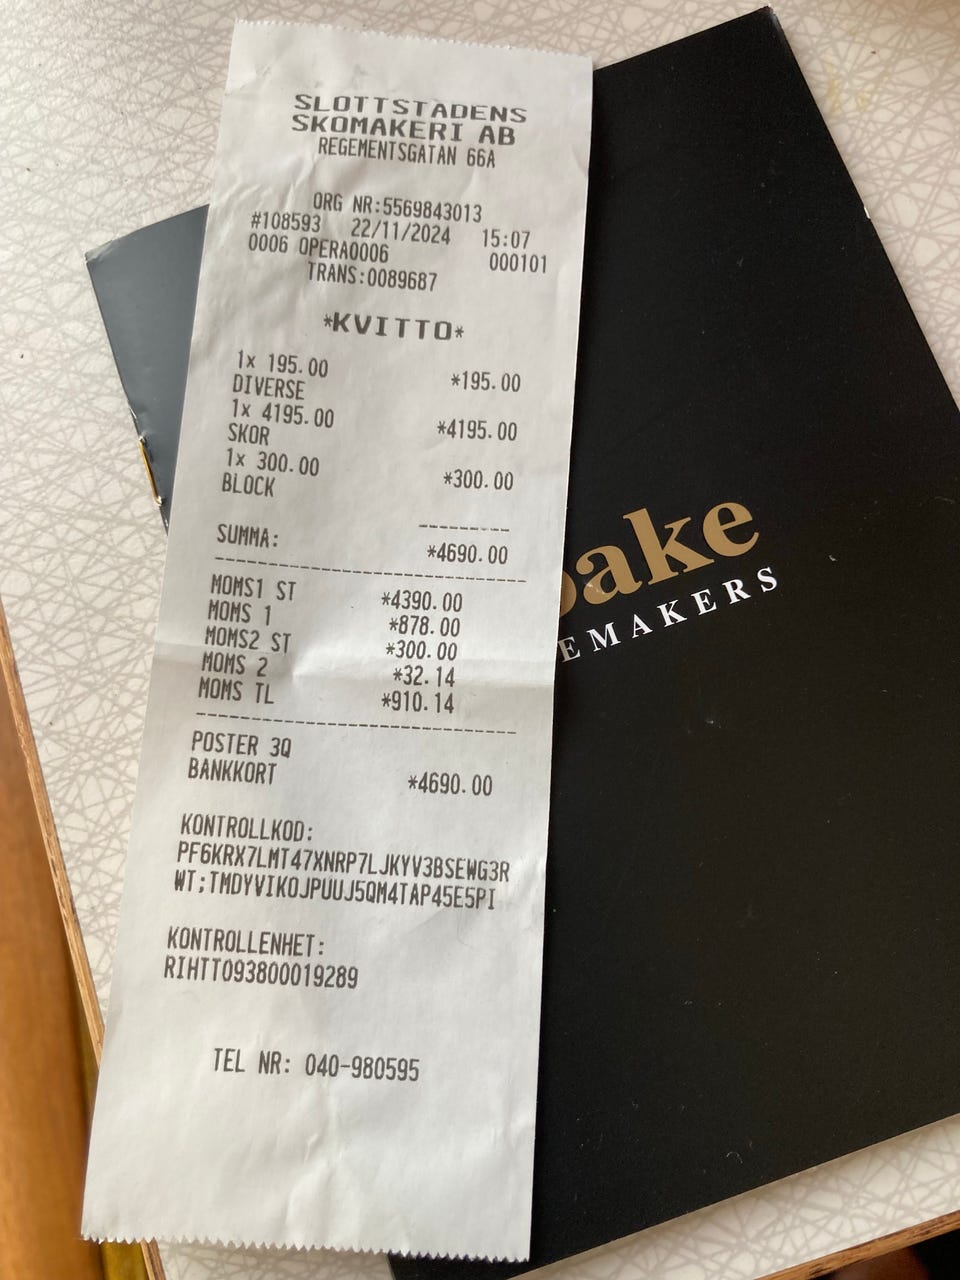 SLOTTSTADENS
SKOMAKERI AB
REGEMENTSGATAN 66A
ORG NR:5569843013
#108593 22/11/2024 15:07
0006 OPERA0006 000101
TRANS:0089687
*KVITTO*
1x 195.00
DIVERSE *195.00
1x 4195.00
SKOR *4195.00
1x 300.00
BLOCK *300.00
SUMMA: *4690.00
MOMS1 ST *4390.00
MOMS 1 *878.00
MOMS2 ST *300.00
MOMS 2 *32.14
MOMS TL *910.14
POSTER 3Q
BANKKORT *4690.00
KONTROLLKOD:
PF6KRX7LMT47XNRP7LJKYV3BSEWG3R
WT;TMDYVIKOJPUUJ5QM4TAP45E5PI
KONTROLLENHET:
RIHTT093800019289
TEL NR: 040-980595
ake
EMAKERS